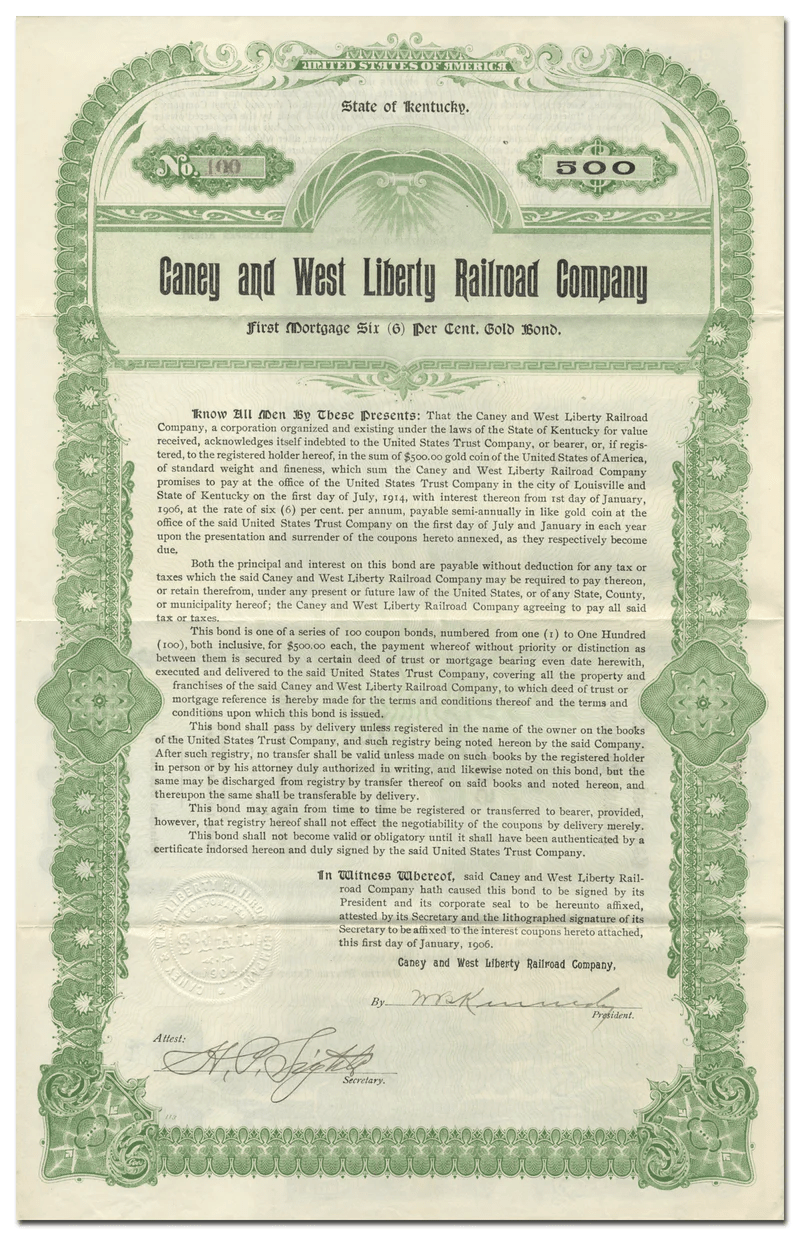 UNITED STATES OF AMERICA
State of Kentucky.
No. 100
500
Caney and West Liberty Railroad Company
First Mortgage Six (6) Per Cent. Gold Bond.
Know All Men By These Presents: That the Caney and West Liberty Railroad
Company, a corporation organized and existing under the laws of the State of Kentucky for value
received, acknowledges itself indebted to the United States Trust Company, or bearer, or, if regis-
tered, to the registered holder hereof, in the sum of $500.00 gold coin of the United States of America,
of standard weight and fineness, which sum the Caney and West Liberty Railroad Company
promises to pay at the office of the United States Trust Company in the city of Louisville and
State of Kentucky on the first day of July, 1914, with interest thereon from 1st day of January,
1906, at the rate of six (6) per cent. per annum, payable semi-annually in like gold coin at the
office of the said United States Trust Company on the first day of July and January in each year
upon the presentation and surrender of the coupons hereto annexed, as they respectively become
due.
Both the principal and interest on this bond are payable without deduction for any tax or
taxes which the said Caney and West Liberty Railroad Company may be required to pay thereon,
or retain therefrom, under any present or future law of the United States, or of any State, County,
or municipality hereof; the Caney and West Liberty Railroad Company agreeing to pay all said
tax or taxes.
This bond is one of a series of 100 coupon bonds, numbered from one (1) to One Hundred
(100), both inclusive, for $500.00 each, the payment whereof without priority or distinction as
between them is secured by a certain deed of trust or mortgage bearing even date herewith,
executed and delivered to the said United States Trust Company, covering all the property and
franchises of the said Caney and West Liberty Railroad Company, to which deed of trust or
mortgage reference is hereby made for the terms and conditions thereof and the terms and
conditions upon which this bond is issued.
This bond shall pass by delivery unless registered in the name of the owner on the books
of the United States Trust Company, and such registry being noted hereon by the said Company.
After such registry, no transfer shall be valid unless made on such books by the registered holder
in person or by his attorney duly authorized in writing, and likewise noted on this bond, but the
same may be discharged from registry by transfer thereof on said books and noted hereon, and
thereupon the same shall be transferable by delivery.
This bond may again from time to time be registered or transferred to bearer, provided,
however, that registry hereof shall not effect the negotiability of the coupons by delivery merely.
This bond shall not become valid or obligatory until it shall have been authenticated by a
certificate indorsed hereon and duly signed by the said United States Trust Company.
In Witness Whereof, said Caney and West Liberty Rail-
road Company hath caused this bond to be signed by its
President and its corporate seal to be hereunto affixed,
attested by its Secretary and the lithographed signature of its
Secretary to be affixed to the interest coupons hereto attached,
this first day of January, 1906.
Caney and West Liberty Railroad Company,
By W B Kennedy
President.
Attest:
H. P. Sights
Secretary.